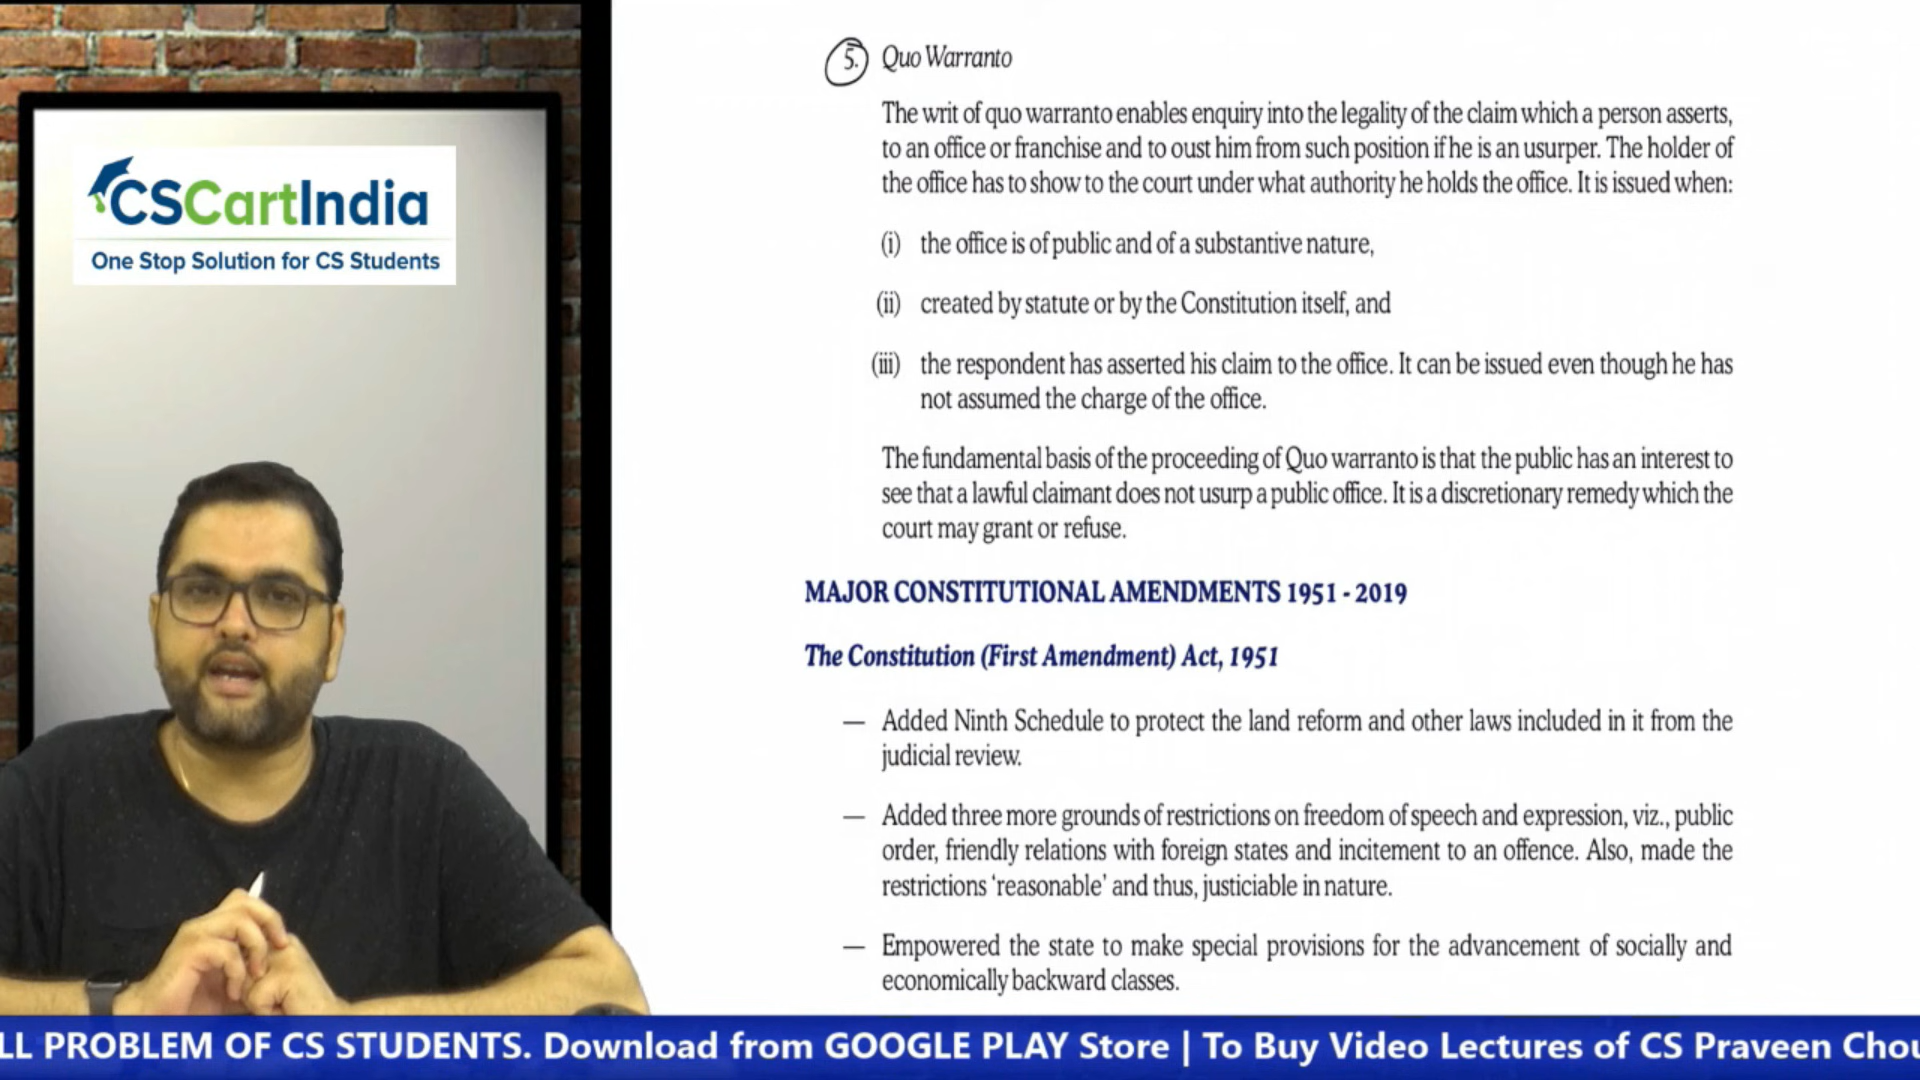 CSCartIndia
One Stop Solution for CS Students
5. Quo Warranto
The writ of quo warranto enables enquiry into the legality of the claim which a person asserts,
to an office or franchise and to oust him from such position if he is an usurper. The holder of
the office has to show to the court under what authority he holds the office. It is issued when:
(i) the office is of public and of a substantive nature,
(ii) created by statute or by the Constitution itself, and
(iii) the respondent has asserted his claim to the office. It can be issued even though he has
not assumed the charge of the office.
The fundamental basis of the proceeding of Quo warranto is that the public has an interest to
see that a lawful claimant does not usurp a public office. It is a discretionary remedy which the
court may grant or refuse.
MAJOR CONSTITUTIONAL AMENDMENTS 1951 - 2019
The Constitution (First Amendment) Act, 1951
— Added Ninth Schedule to protect the land reform and other laws included in it from the
judicial review.
— Added three more grounds of restrictions on freedom of speech and expression, viz., public
order, friendly relations with foreign states and incitement to an offence. Also, made the
restrictions ‘reasonable’ and thus, justiciable in nature.
— Empowered the state to make special provisions for the advancement of socially and
economically backward classes.
LL PROBLEM OF CS STUDENTS. Download from GOOGLE PLAY Store | To Buy Video Lectures of CS Praveen Chou